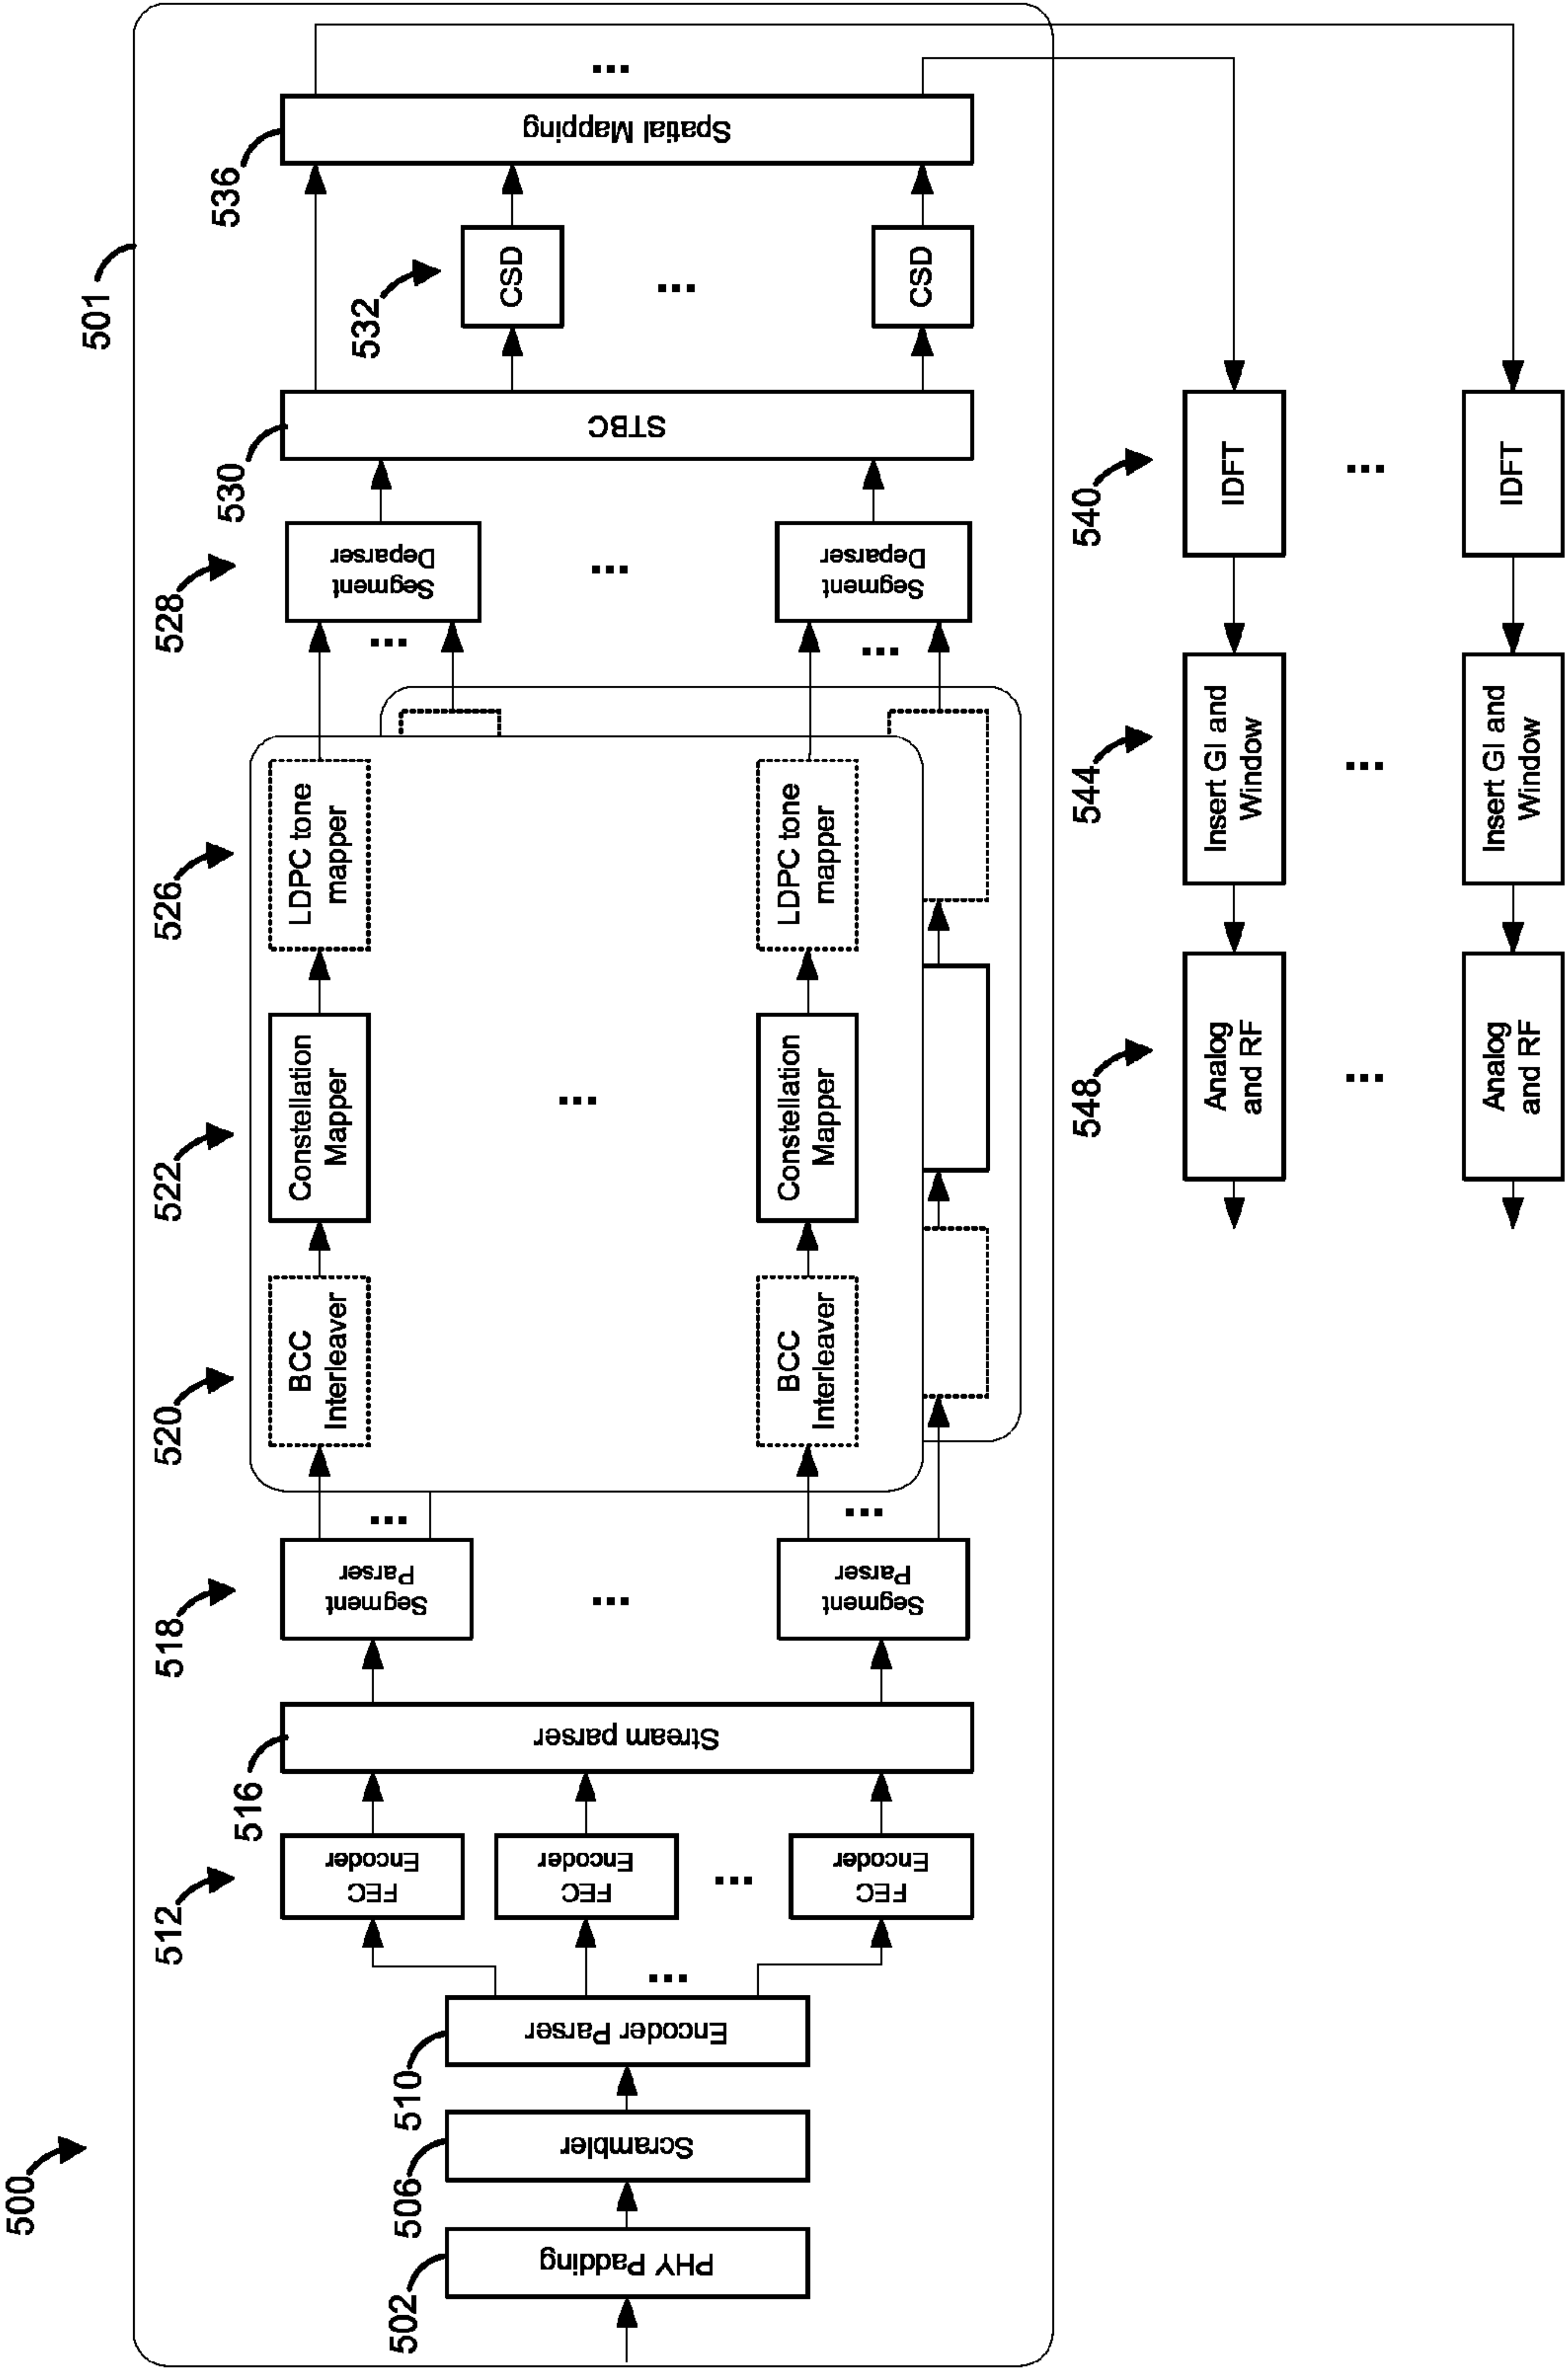 500
501
502
PHY Padding
506
Scrambler
510
Encoder Parser
512
FEC
Encoder
FEC
Encoder
...
FEC
Encoder
...
516
Stream parser
518
Segment
Parser
...
Segment
Parser
...
...
520
BCC
Interleaver
BCC
Interleaver
522
Constellation
Mapper
...
Constellation
Mapper
526
LDPC tone
mapper
LDPC tone
mapper
528
Segment
Deparser
...
Segment
Deparser
...
...
530
STBC
532
CSD
...
CSD
536
Spatial Mapping
...
540
IDFT
...
IDFT
544
Insert GI and
Window
...
Insert GI and
Window
548
Analog
and RF
...
Analog
and RF